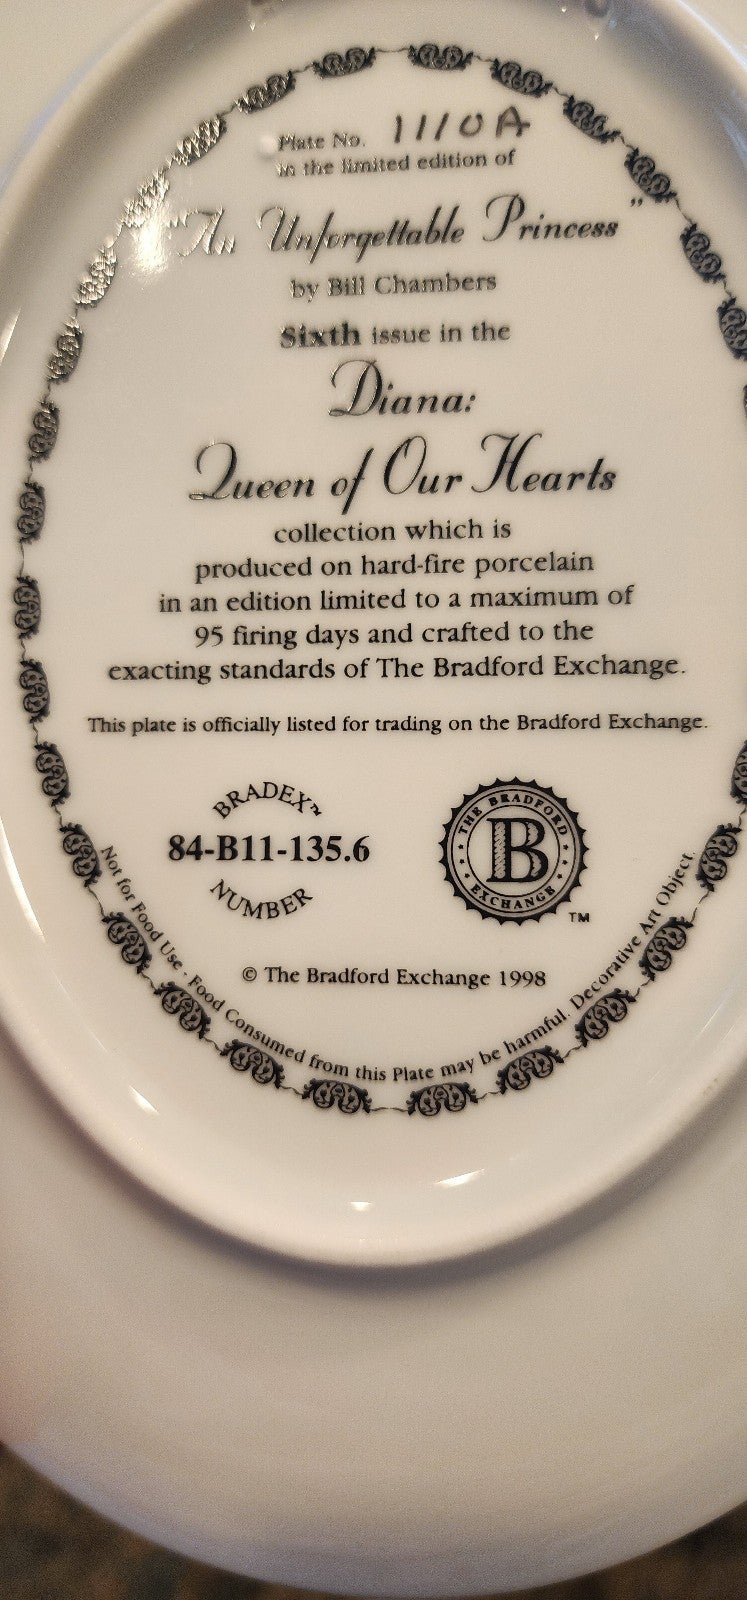 Plate No. 1110A
in the limited edition of
"An Unforgettable Princess"
by Bill Chambers
Sixth issue in the
Diana:
Queen of Our Hearts
collection which is
produced on hard-fire porcelain
in an edition limited to a maximum of
95 firing days and crafted to the
exacting standards of The Bradford Exchange.
This plate is officially listed for trading on the Bradford Exchange.
BRADEX™
84-B11-135.6
NUMBER
THE BRADFORD
B
EXCHANGE
™
© The Bradford Exchange 1998
Not for Food Use - Food Consumed from this Plate may be harmful. Decorative Art Object.